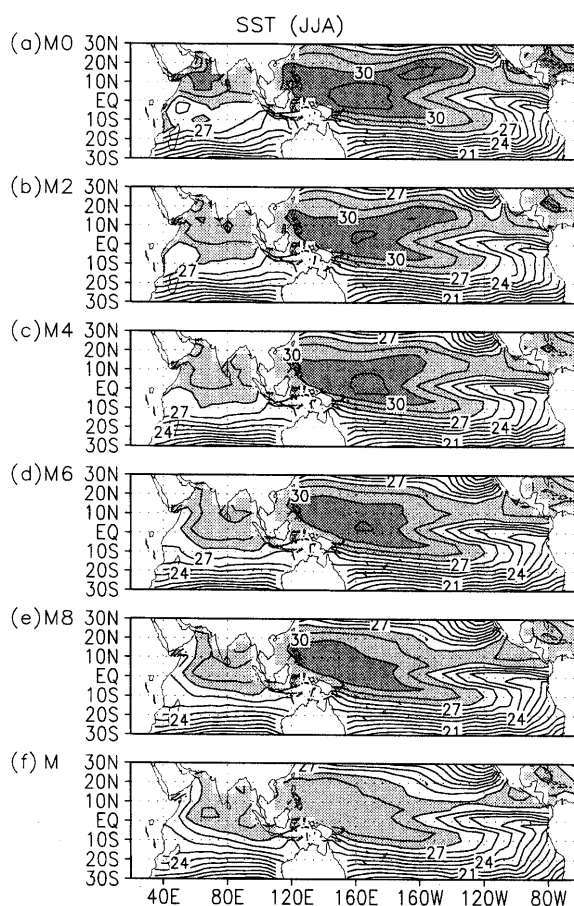 SST (JJA)
(a) M0
30N
20N
10N
EQ
10S
20S
30S
30
30
27
27
24
21
(b) M2
30N
20N
10N
EQ
10S
20S
30S
27
30
30
27
24
21
(c) M4
30N
20N
10N
EQ
10S
20S
30S
27
30
30
27
24
27
24
21
(d) M6
30N
20N
10N
EQ
10S
20S
30S
27
30
27
24
27
24
21
(e) M8
30N
20N
10N
EQ
10S
20S
30S
27
30
24
27
24
21
(f) M
30N
20N
10N
EQ
10S
20S
30S
27
24
27
24
21
40E 80E 120E 160E 160W 120W 80W